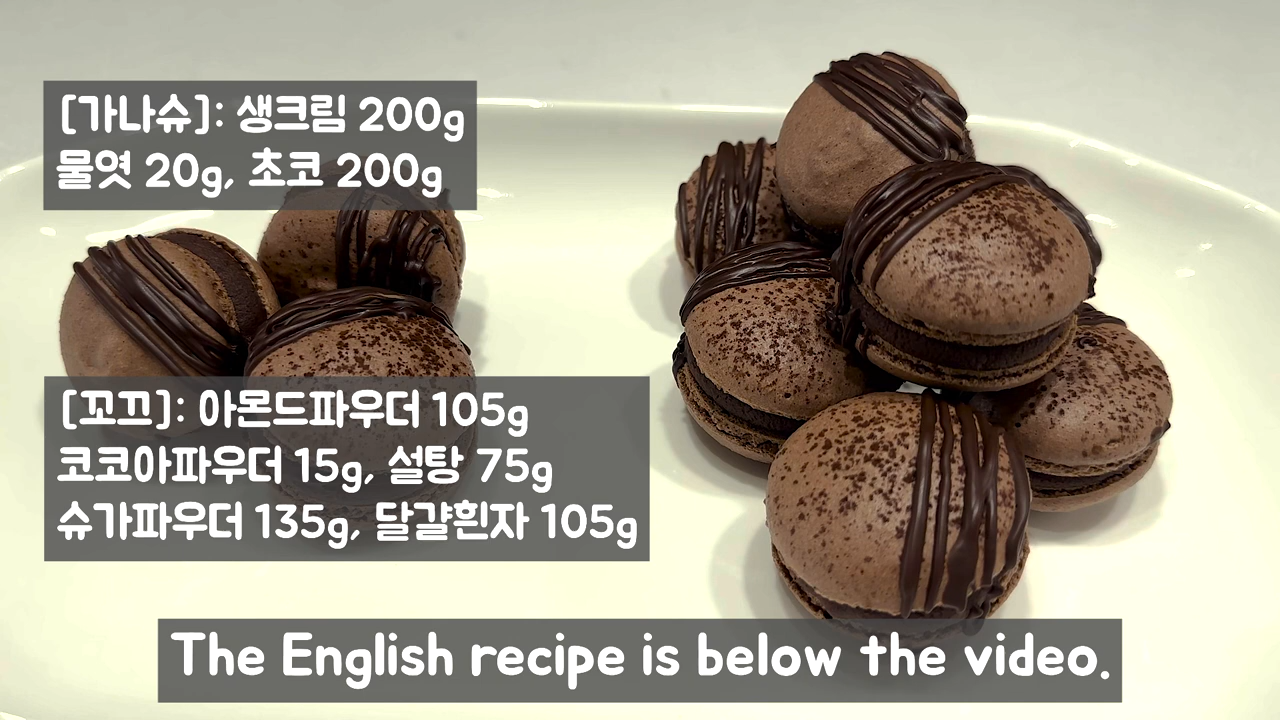 [가나슈]: 생크림 200g
물엿 20g, 초코 200g
[꼬끄]: 아몬드파우더 105g
코코아파우더 15g, 설탕 75g
슈가파우더 135g, 달걀흰자 105g
The English recipe is below the video.